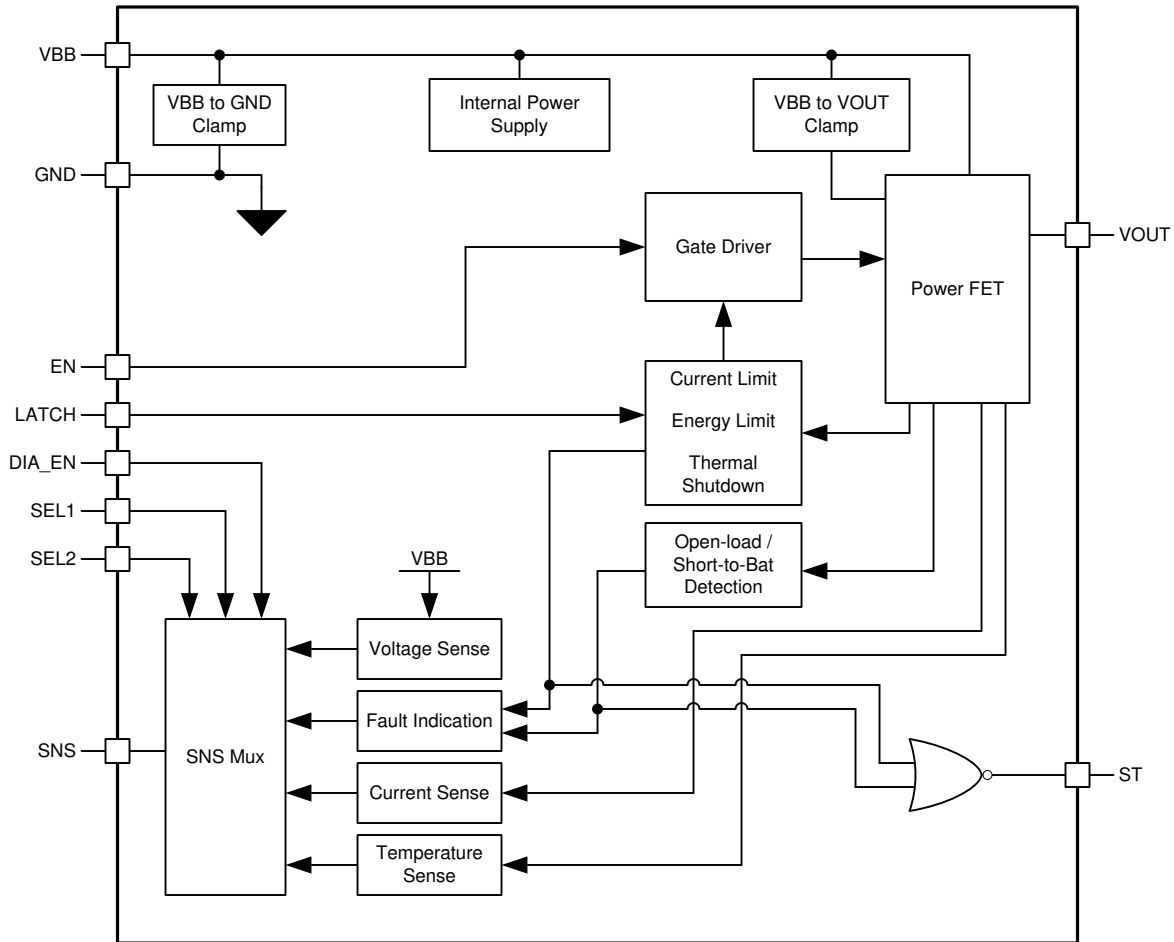 VBB
VBB to GND
Clamp
Internal Power
Supply
VBB to VOUT
Clamp
GND
Gate Driver
Power FET
VOUT
EN
LATCH
DIA_EN
SEL1
SEL2
Current Limit
Energy Limit
Thermal
Shutdown
Open-load /
Short-to-Bat
Detection
VBB
Voltage Sense
Fault Indication
SNS
SNS Mux
Current Sense
Temperature
Sense
ST